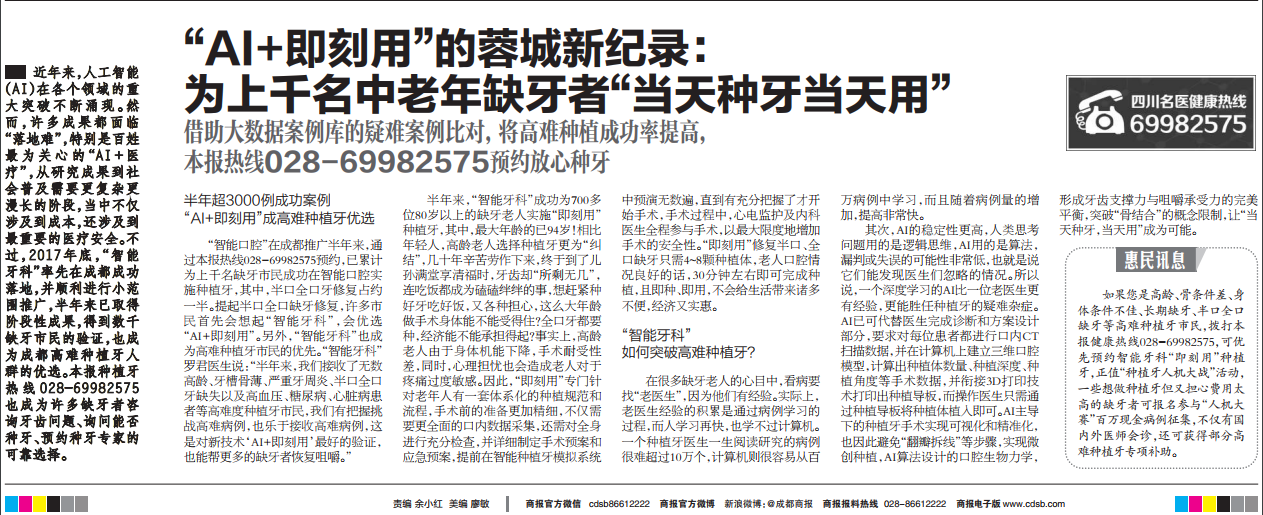 “AI+即刻用”的蓉城新纪录：
为上千名中老年缺牙者“当天种牙当天用”
借助大数据案例库的疑难案例比对，将高难种植成功率提高，
本报热线028-69982575预约放心种牙
四川名医健康热线
69982575
近年来，人工智能
(AI)在各个领域的重
大突破不断涌现。然
而，许多成果都面临
“落地难”，特别是百姓
最为关心的“AI+医
疗”，从研究成果到社
会普及需要更复杂更
漫长的阶段，当中不仅
涉及到成本，还涉及到
最重要的医疗安全。不
过，2017年底，“智能
牙科”率先在成都成功
落地，并顺利进行小范
围推广，半年来已取得
阶段性成果，得到数千
缺牙市民的验证，也成
为成都高难种植牙人
群的优选。本报种植牙
热线028-69982575
也成为许多缺牙者咨
询牙齿问题、询问能否
种牙、预约种牙专家的
可靠选择。
半年超3000例成功案例
“AI+即刻用”成高难种植牙优选
“智能口腔”在成都推广半年来，通
过本报热线028-69982575预约，已累计
为上千名缺牙市民成功在智能口腔实
施种植牙，其中，半口全口牙修复占约
一半。提起半口全口缺牙修复，许多市
民首先会想起“智能牙科”，会优选
“AI+即刻用”。另外，“智能牙科”也成
为高难种植牙市民的优先。“智能牙科”
罗君医生说：“半年来，我们接收了无数
高龄、牙槽骨薄、严重牙周炎、半口全口
牙缺失以及高血压、糖尿病、心脏病患
者等高难度种植牙市民，我们有把握挑
战高难病例，也乐于接收高难病例，这
是对新技术‘AI+即刻用’最好的验证，
也能帮更多的缺牙者恢复咀嚼。”
半年来，“智能牙科”成功为700多
位80岁以上的缺牙老人实施“即刻用”
种植牙，其中，最大年龄的已94岁！相比
年轻人，高龄老人选择种植牙更为“纠
结”，几十年辛苦劳作下来，终于到了儿
孙满堂享清福时，牙齿却“所剩无几”，
连吃饭都成为磕磕绊绊的事，想赶紧种
好牙吃好饭，又各种担心，这么大年龄
做手术身体能不能受得住？全口牙都要
种，经济能不能承担得起？事实上，高龄
老人由于身体机能下降，手术耐受性
差，同时，心理担忧也会造成老人对于
疼痛过度敏感。因此，“即刻用”专门针
对老年人有一套体系化的种植规范和
流程，手术前的准备更加精细，不仅需
要更全面的口内数据采集，还需对全身
进行充分检查，并详细制定手术预案和
应急预案，提前在智能种植牙模拟系统
中预演无数遍，直到有充分把握了才开
始手术，手术过程中，心电监护及内科
医生全程参与手术，以最大限度地增加
手术的安全性。“即刻用”修复半口、全
口缺牙只需4~8颗种植体，老人口腔情
况良好的话，30分钟左右即可完成种
植，且即种、即用，不会给生活带来诸多
不便，经济又实惠。
“智能牙科”
如何突破高难种植牙？
在很多缺牙老人的心目中，看病要
找“老医生”，因为他们有经验。实际上，
老医生经验的积累是通过病例学习的
过程，而人学习再快，也学不过计算机。
一个种植牙医生一生阅读研究的病例
很难超过10万个，计算机则很容易从百
万病例中学习，而且随着病例量的增
加，提高非常快。
其次，AI的稳定性更高，人类思考
问题用的是逻辑思维，AI用的是算法，
漏判或失误的可能性非常低，也就是说
它们能发现医生们忽略的情况。所以
说，一个深度学习的AI比一位老医生更
有经验，更能胜任种植牙的疑难杂症。
AI已可代替医生完成诊断和方案设计
部分，要求对每位患者都进行口内CT
扫描数据，并在计算机上建立三维口腔
模型，计算出种植体数量、种植深度、种
植角度等手术数据，并衔接3D打印技
术打印出种植导板，而操作医生只需通
过种植导板将种植体植入即可。AI主导
下的种植牙手术实现可视化和精准化，
也因此避免“翻瓣拆线”等步骤，实现微
创种植，AI算法设计的口腔生物力学，
形成牙齿支撑力与咀嚼承受力的完美
平衡，突破“骨结合”的概念限制，让“当
天种牙，当天用”成为可能。
惠民讯息
如果您是高龄、骨条件差、身
体条件不佳、长期缺牙、半口全口
缺牙等高难种植牙市民，拨打本
报健康热线028-69982575，可优
先预约智能牙科“即刻用”种植
牙，正值“种植牙人机大战”活动，
一些想做种植牙但又担心费用太
高的缺牙者可报名参与“人机大
赛”百万现金病例征集，不仅有国
内外医师会诊，还可获得部分高
难种植牙专项补助。
责编 余小红 美编 廖敏 商报官方微信 cdsb86612222 商报官方微博 新浪微博：@成都商报 商报报料热线 028-86612222 商报电子版 www.cdsb.com